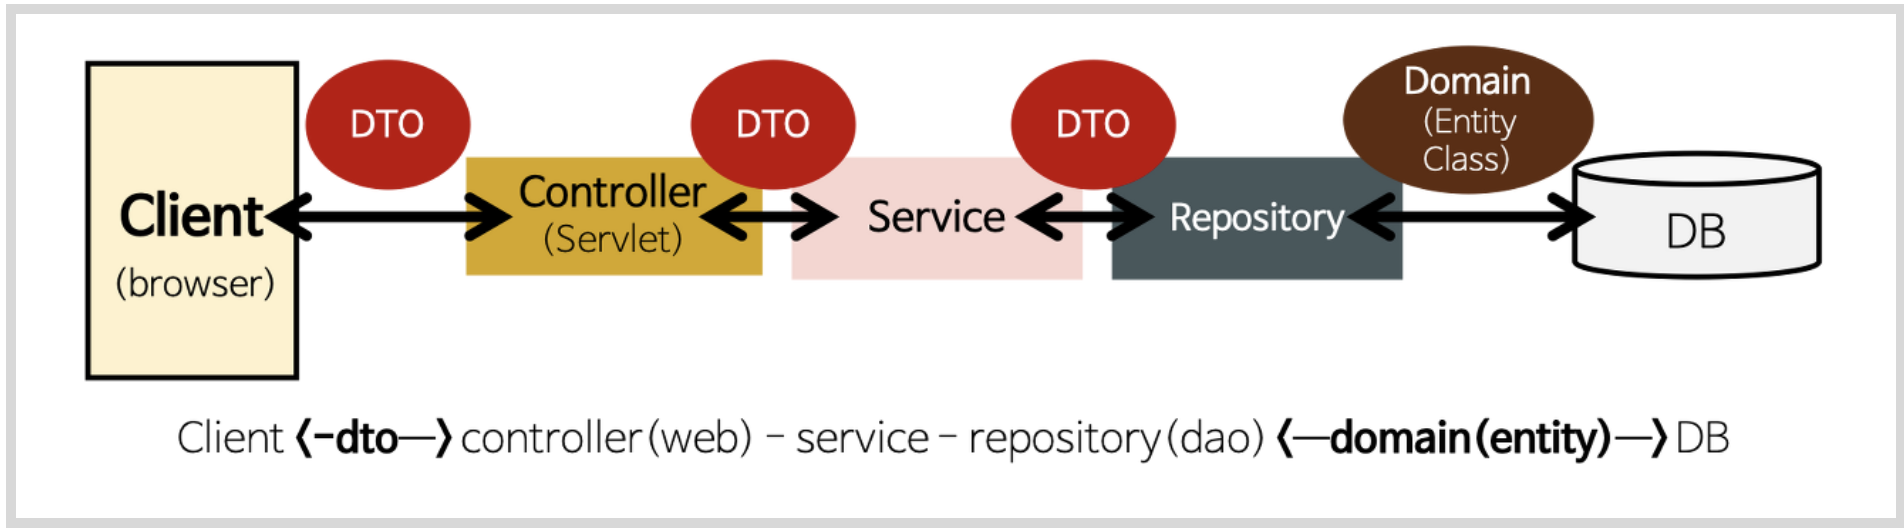 DTO
DTO
DTO
Domain
(Entity
Class)
Client
(browser)
Controller
(Servlet)
Service
Repository
DB
Client ⟨-dto—⟩ controller(web) - service - repository(dao) ⟨—domain(entity)—⟩ DB